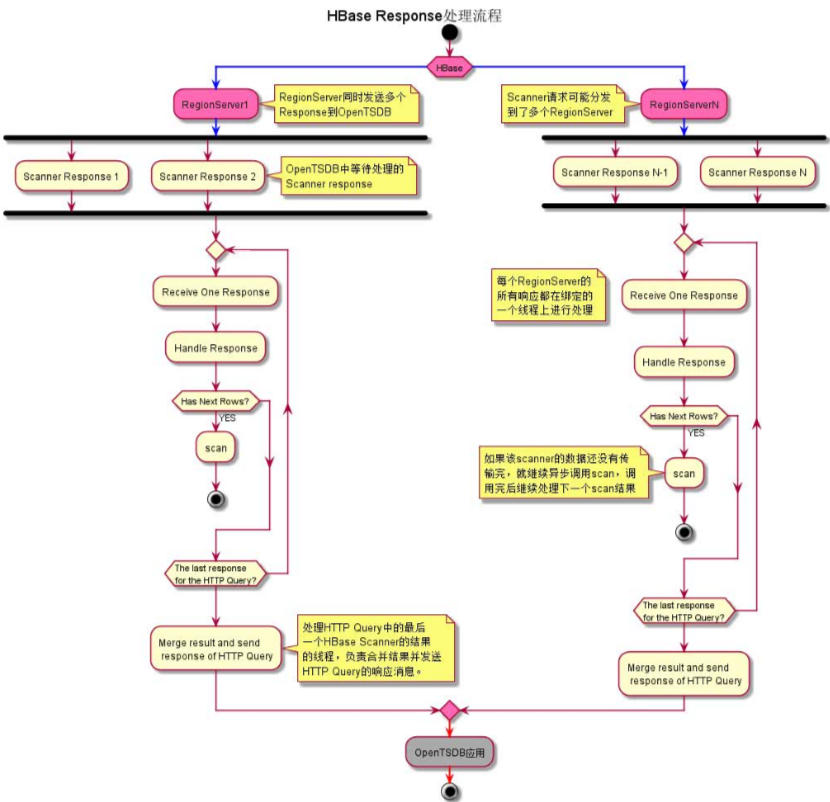 HBase Response处理流程
HBase
RegionServer1
RegionServer同时发送多个
Response到OpenTSDB
Scanner请求可能分发
到了多个RegionServer
RegionServerN
Scanner Response 1
Scanner Response 2
OpenTSDB中等待处理的
Scanner response
Scanner Response N-1
Scanner Response N
Receive One Response
Handle Response
Has Next Rows?
YES
scan
The last response
for the HTTP Query?
Merge result and send
response of HTTP Query
处理HTTP Query中的最后
一个HBase Scanner的结果
的线程，负责合并结果并发送
HTTP Query的响应消息。
每个RegionServer的
所有响应都在绑定的
一个线程上进行处理
Receive One Response
Handle Response
Has Next Rows?
YES
如果该scanner的数据还没有传
输完，就继续异步调用scan，调
用完后继续处理下一个scan结果
scan
The last response
for the HTTP Query?
Merge result and send
response of HTTP Query
OpenTSDB应用